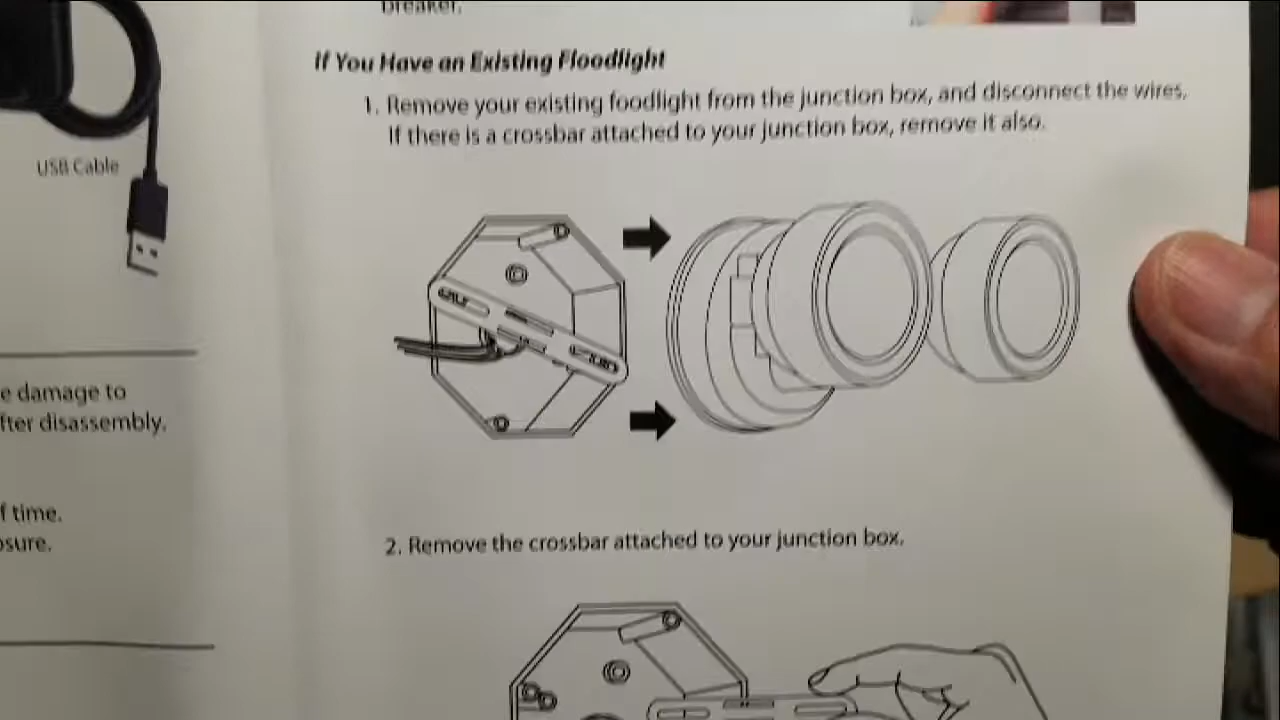 breaker.
If You Have an Existing Floodlight
1. Remove your existing foodlight from the junction box, and disconnect the wires.
If there is a crossbar attached to your junction box, remove it also.
USB Cable
e damage to
fter disassembly.
f time.
osure.
2. Remove the crossbar attached to your junction box.